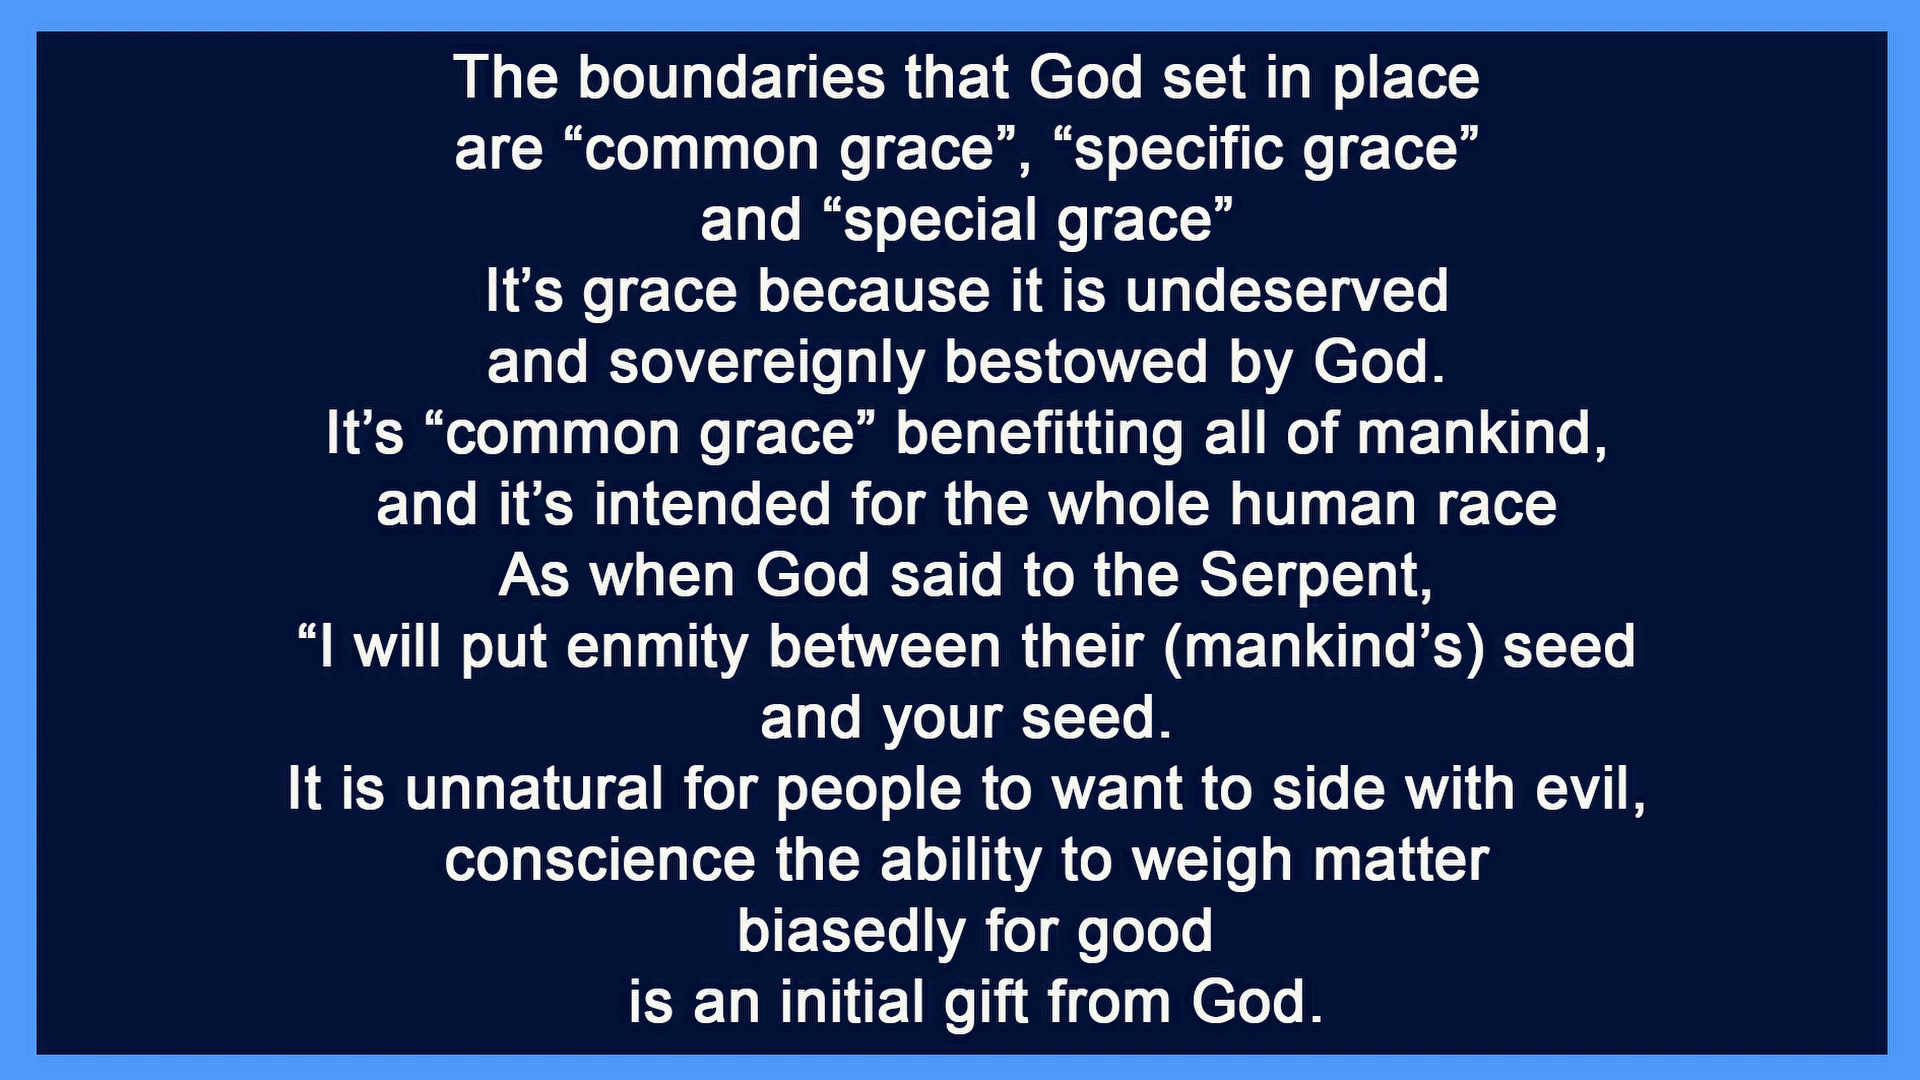 The boundaries that God set in place
are “common grace”, “specific grace”
and “special grace”
It’s grace because it is undeserved
and sovereignly bestowed by God.
It’s “common grace” benefitting all of mankind,
and it’s intended for the whole human race
As when God said to the Serpent,
“I will put enmity between their (mankind’s) seed
and your seed.
It is unnatural for people to want to side with evil,
conscience the ability to weigh matter
biasedly for good
is an initial gift from God.